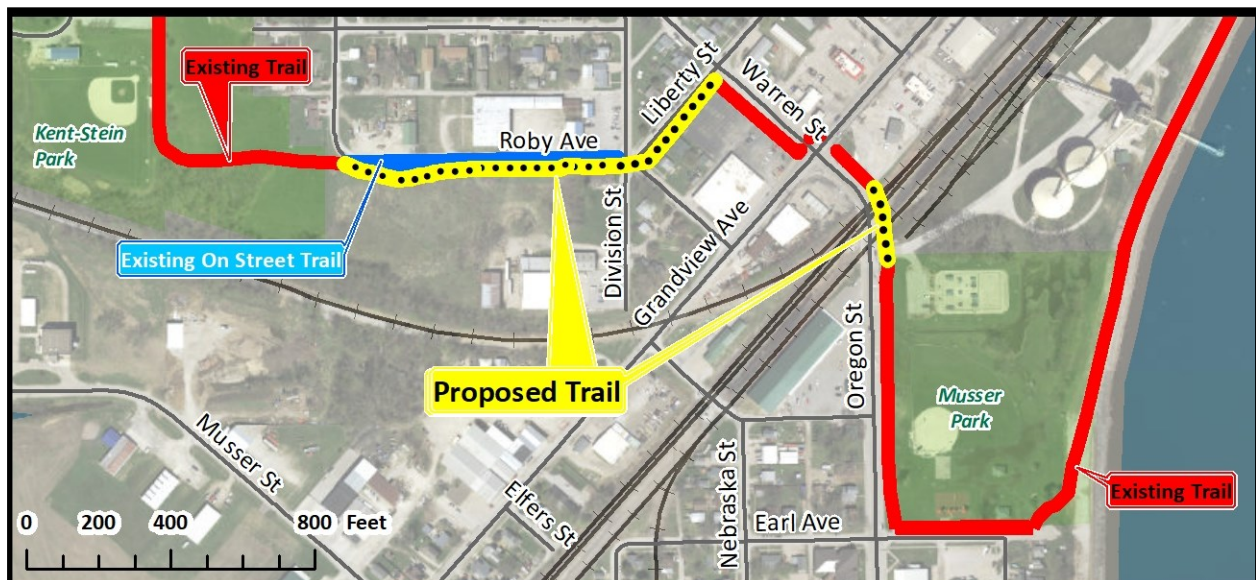 Existing Trail
Kent-Stein
Park
Liberty St
Warren St
Roby Ave
Existing On Street Trail
Division St
Grandview Ave
Oregon St
Proposed Trail
Musser
Park
Musser St
Nebraska St
Elfers St
Existing Trail
Earl Ave
0 200 400 800 Feet